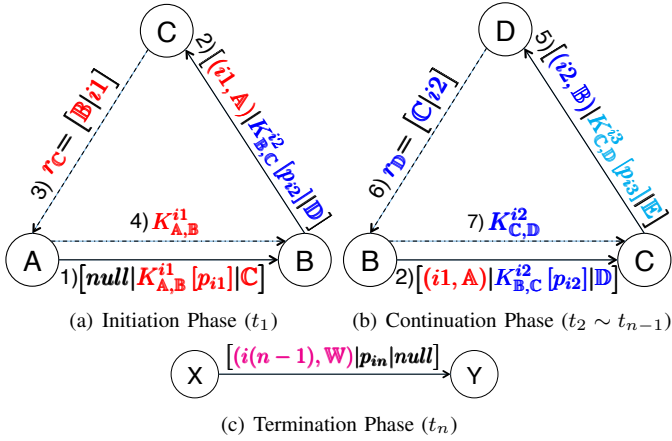 C
2) [(i1, 𝔸)|K^{i2}_{𝔹,ℂ}[p_{i2}]|𝔻]
3) r_ℂ= [𝔹|i1]
4) K^{i1}_{𝔸,𝔹}
A
B
1)[null|K^{i1}_{𝔸,𝔹}[p_{i1}]|ℂ]
(a) Initiation Phase (t_1)
D
5) [(i2, 𝔹)|K^{i3}_{ℂ,𝔻}[p_{i3}]|𝔼]
6) r_𝔻= [ℂ|i2]
7) K^{i2}_{ℂ,𝔻}
B
C
2)[(i1, 𝔸)|K^{i2}_{𝔹,ℂ}[p_{i2}]|𝔻]
(b) Continuation Phase (t_2 ∼ t_{n−1})
[(i(n − 1), 𝕎)|p_{in}|null]
X
Y
(c) Termination Phase (t_n)